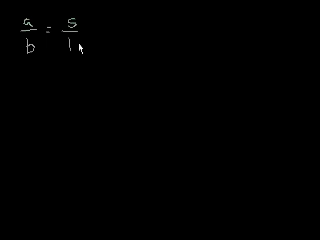 a/b = 5/1